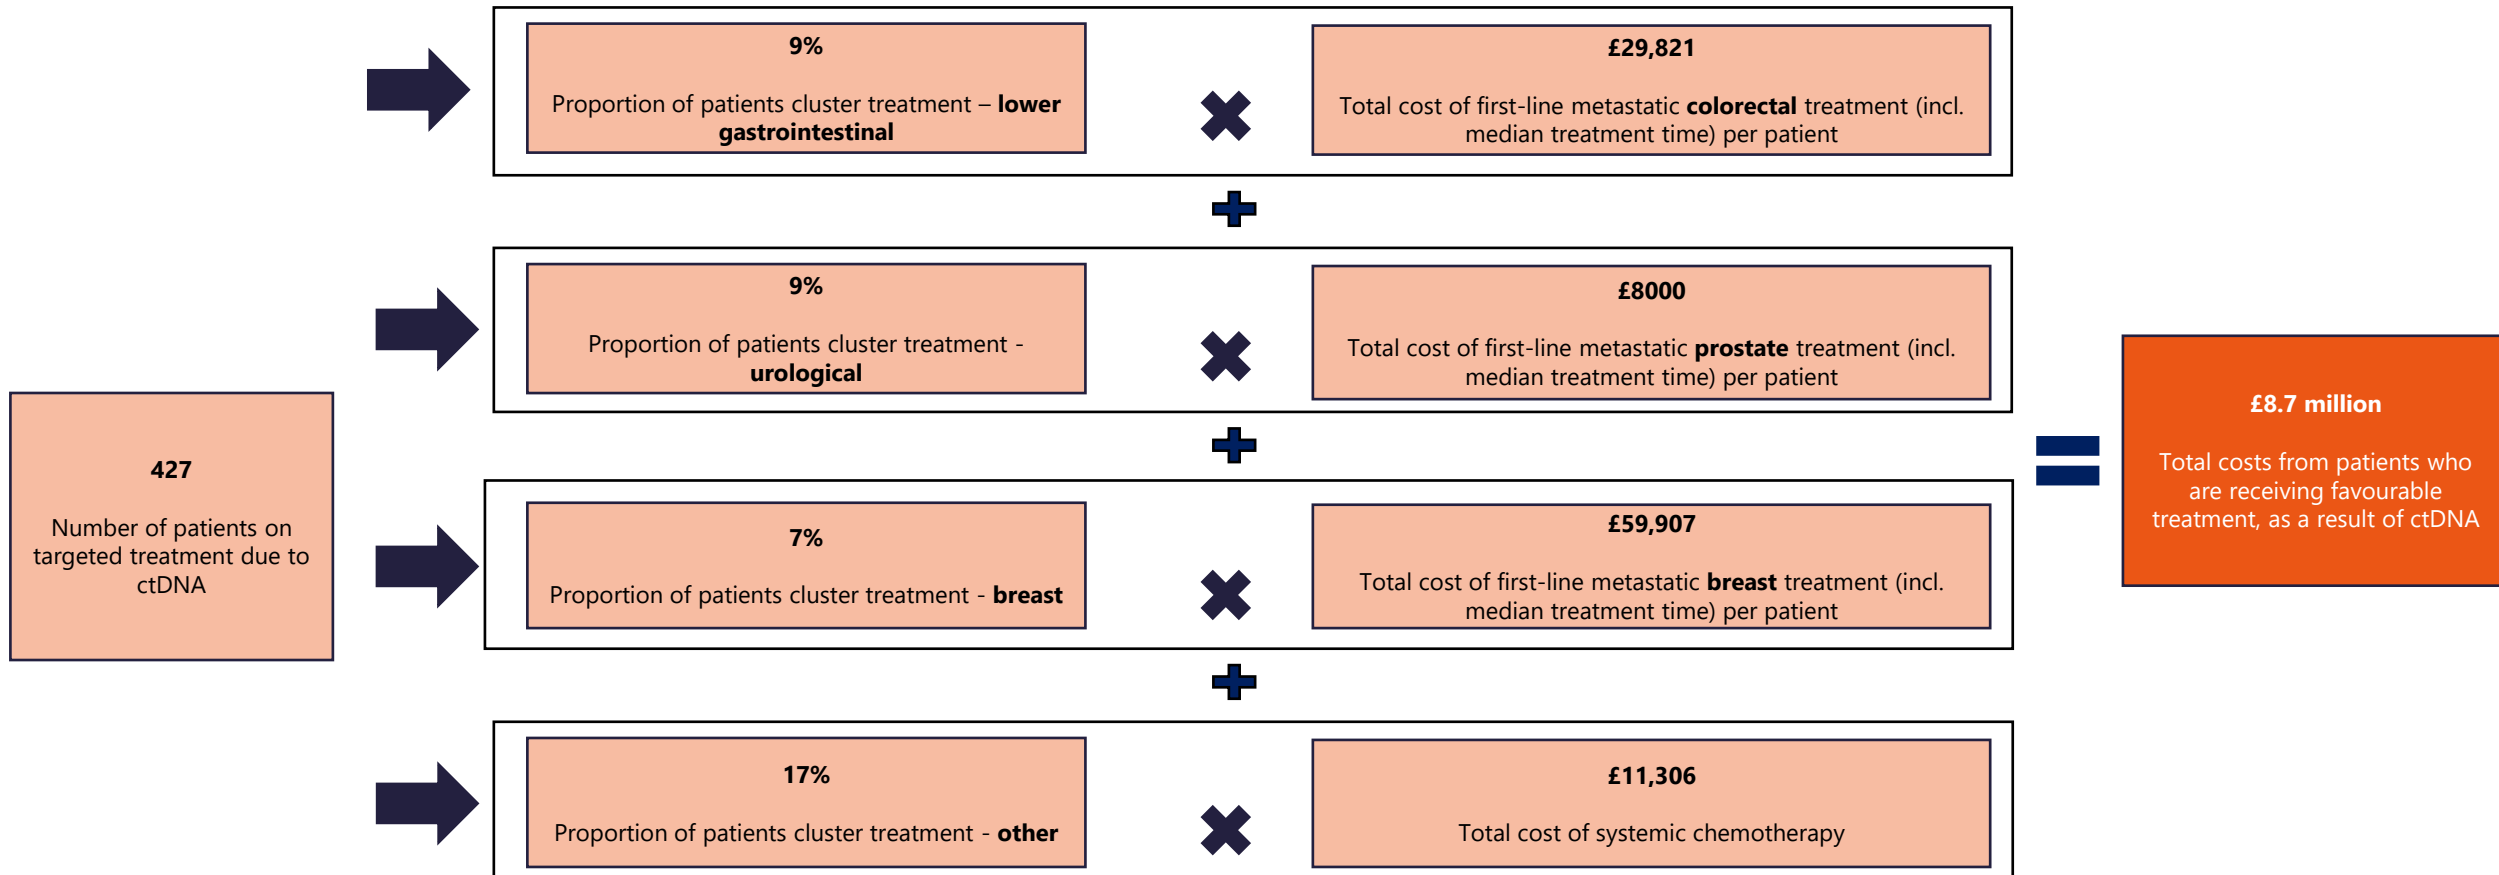 9%
Proportion of patients cluster treatment – lower
gastrointestinal
£29,821
Total cost of first-line metastatic colorectal treatment (incl.
median treatment time) per patient
9%
Proportion of patients cluster treatment -
urological
£8000
Total cost of first-line metastatic prostate treatment (incl.
median treatment time) per patient
427
Number of patients on
targeted treatment due to
ctDNA
7%
Proportion of patients cluster treatment - breast
£59,907
Total cost of first-line metastatic breast treatment (incl.
median treatment time) per patient
17%
Proportion of patients cluster treatment - other
£11,306
Total cost of systemic chemotherapy
£8.7 million
Total costs from patients who
are receiving favourable
treatment, as a result of ctDNA